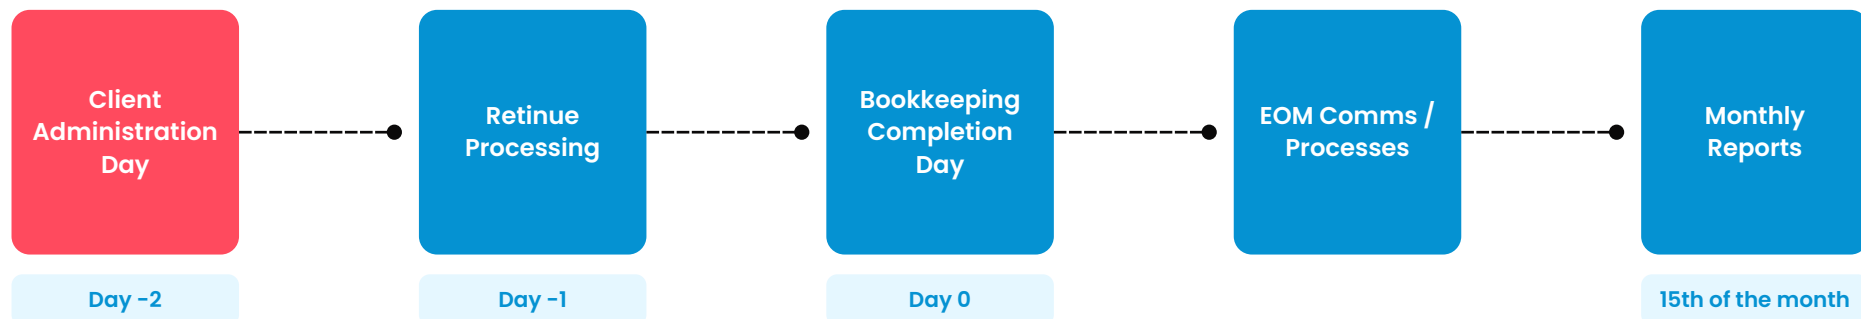 Client
Administration
Day
Retinue
Processing
Bookkeeping
Completion
Day
EOM Comms /
Processes
Monthly
Reports
Day -2
Day -1
Day 0
15th of the month